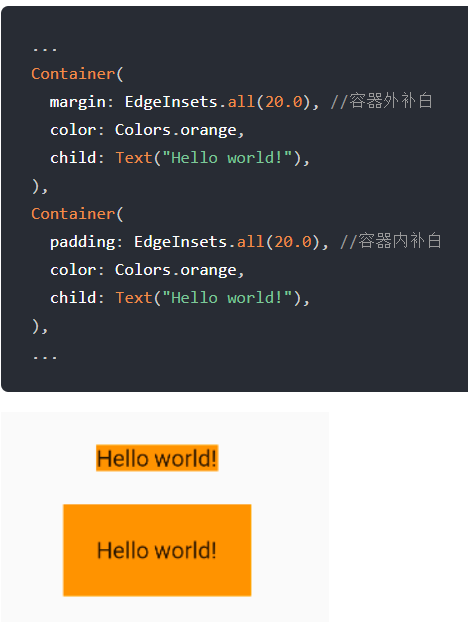 ...
Container(
margin: EdgeInsets.all(20.0), //容器外补白
color: Colors.orange,
child: Text("Hello world!"),
),
Container(
padding: EdgeInsets.all(20.0), //容器内补白
color: Colors.orange,
child: Text("Hello world!"),
),
...
Hello world!
Hello world!